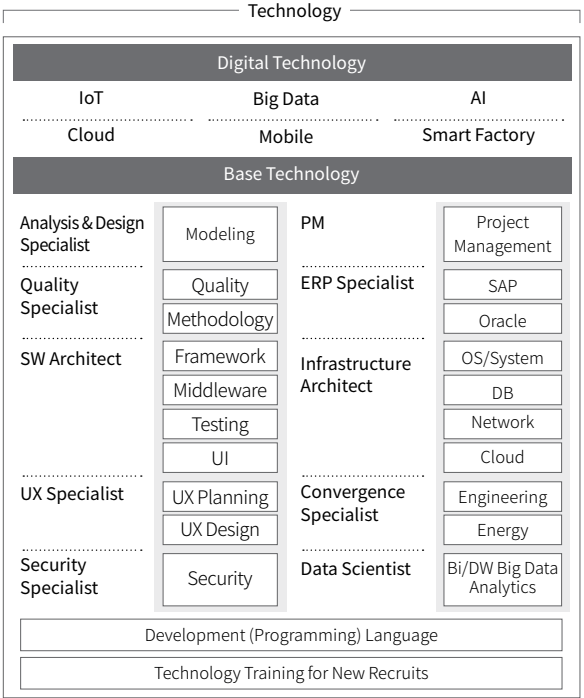 Technology
Digital Technology
IoT
Big Data
AI
Cloud
Mobile
Smart Factory
Base Technology
Analysis & Design
Specialist
Modeling
PM
Project
Management
Quality
Specialist
Quality
Methodology
ERP Specialist
SAP
Oracle
SW Architect
Framework
Middleware
Testing
UI
Infrastructure
Architect
OS/System
DB
Network
Cloud
UX Specialist
UX Planning
UX Design
Convergence
Specialist
Engineering
Energy
Security
Specialist
Security
Data Scientist
Bi/DW Big Data
Analytics
Development (Programming) Language
Technology Training for New Recruits